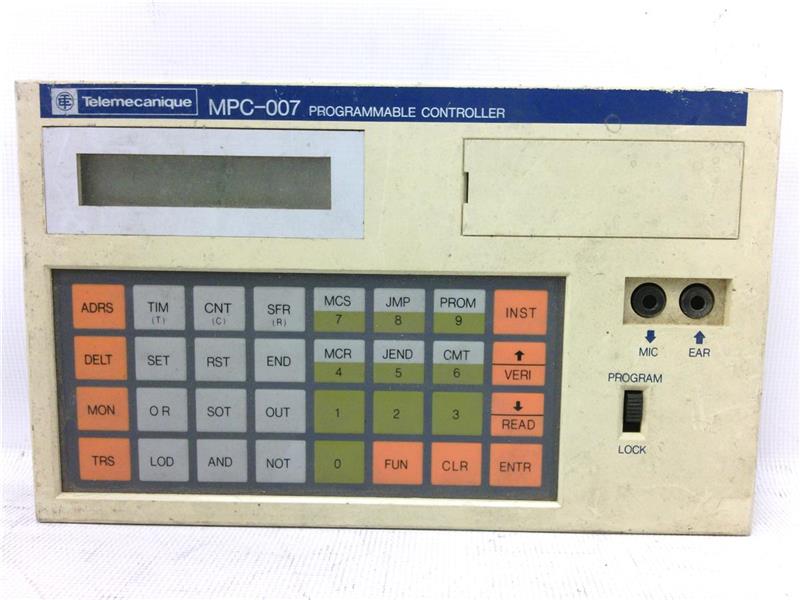 TE Telemecanique MPC-007 PROGRAMMABLE CONTROLLER
ADRS TIM (T) CNT (C) SFR (R) MCS 7 JMP 8 PROM 9 INST
DELT SET RST END MCR 4 JEND 5 CMT 6 VERI
MON OR SOT OUT 1 2 3 READ
TRS LOD AND NOT 0 FUN CLR ENTR
MIC EAR
PROGRAM
LOCK